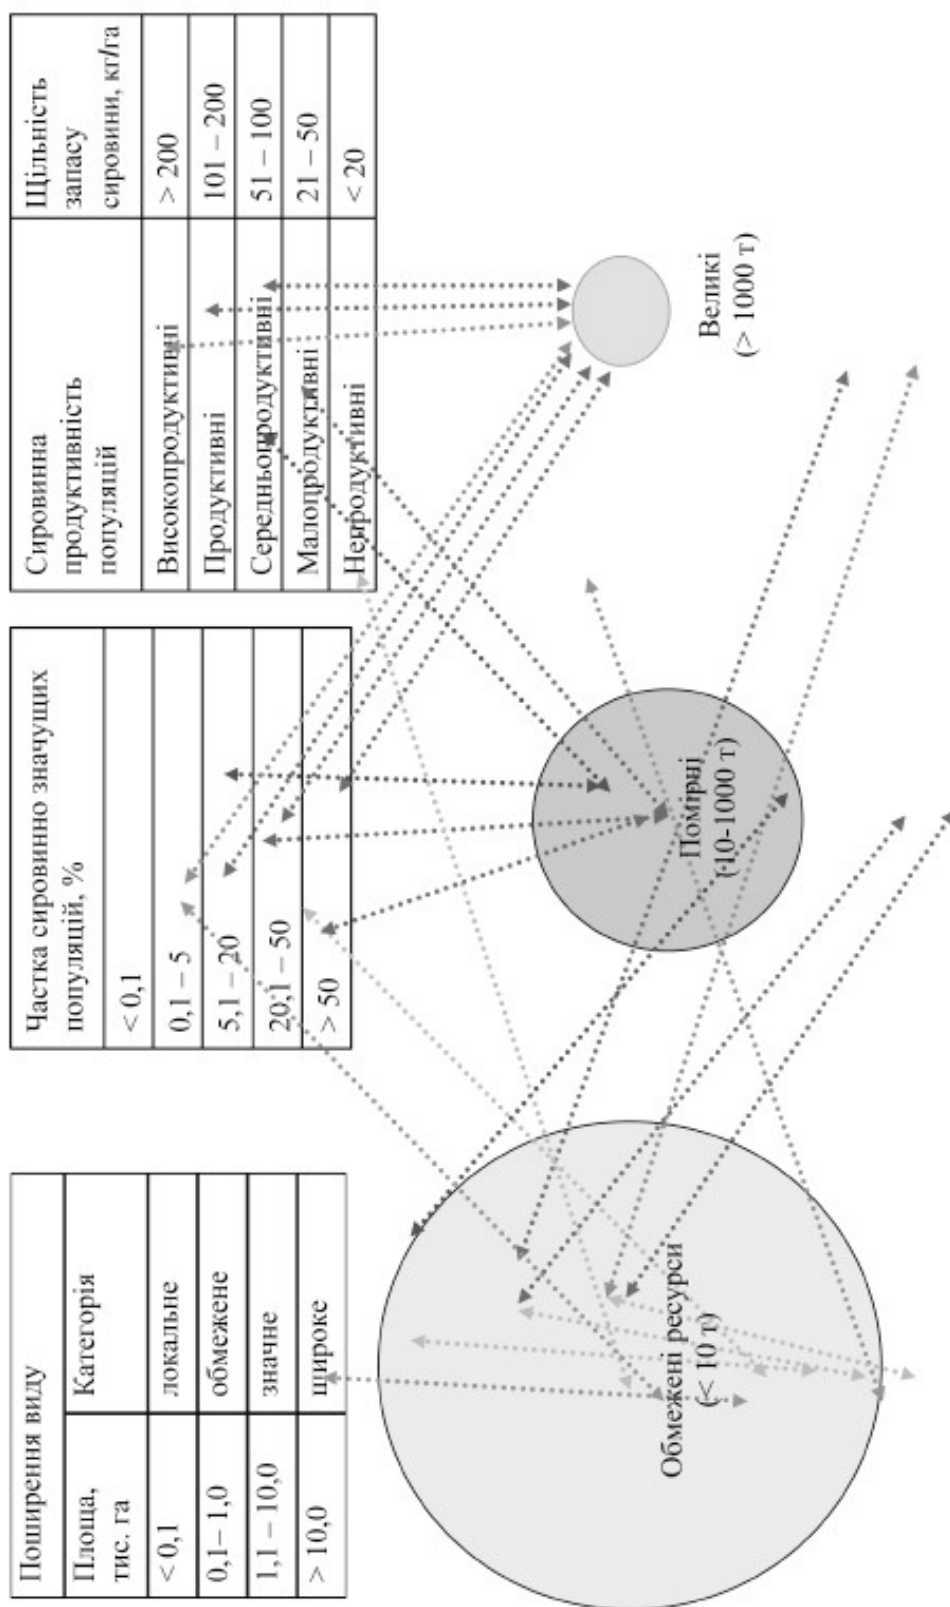 Поширення виду
Площа,
тис. га
Категорія
< 0,1
локальне
0,1– 1,0
обмежене
1,1 – 10,0
значне
> 10,0
широке
Частка сировинно значущих
популяцій, %
< 0,1
0,1 – 5
5,1 – 20
20,1 – 50
> 50
Сировинна
продуктивність
популяцій
Щільність
запасу
сировини, кг/га
Високопродуктивні
> 200
Продуктивні
101 – 200
Середньопродуктивні
51 – 100
Малопродуктивні
21 – 50
Непродуктивні
< 20
Обмежені ресурси
(< 10 т)
Помірні
(10-1000 т)
Великі
(> 1000 т)